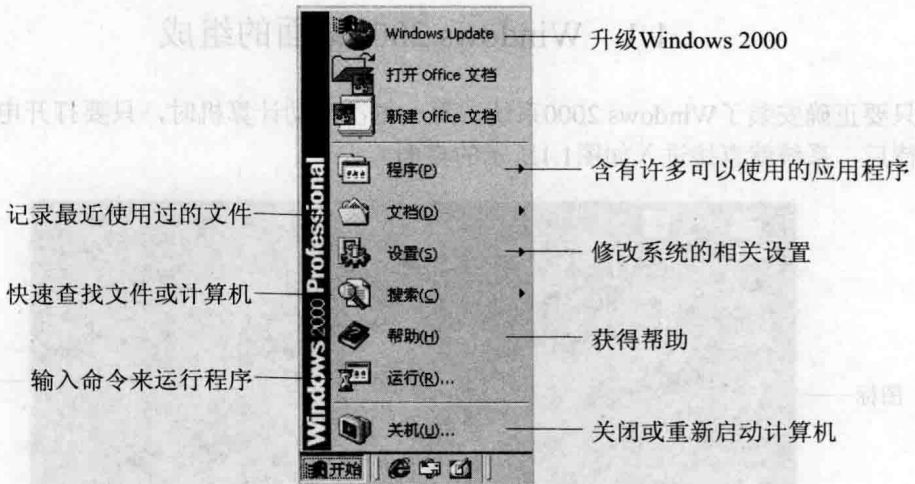 Windows Update
升级Windows 2000
打开 Office 文档
新建 Office 文档
程序(P)
含有许多可以使用的应用程序
记录最近使用过的文件
文档(D)
设置(S)
修改系统的相关设置
快速查找文件或计算机
搜索(C)
帮助(H)
获得帮助
输入命令来运行程序
运行(R)...
关机(U)...
关闭或重新启动计算机
Windows 2000 Professional
开始